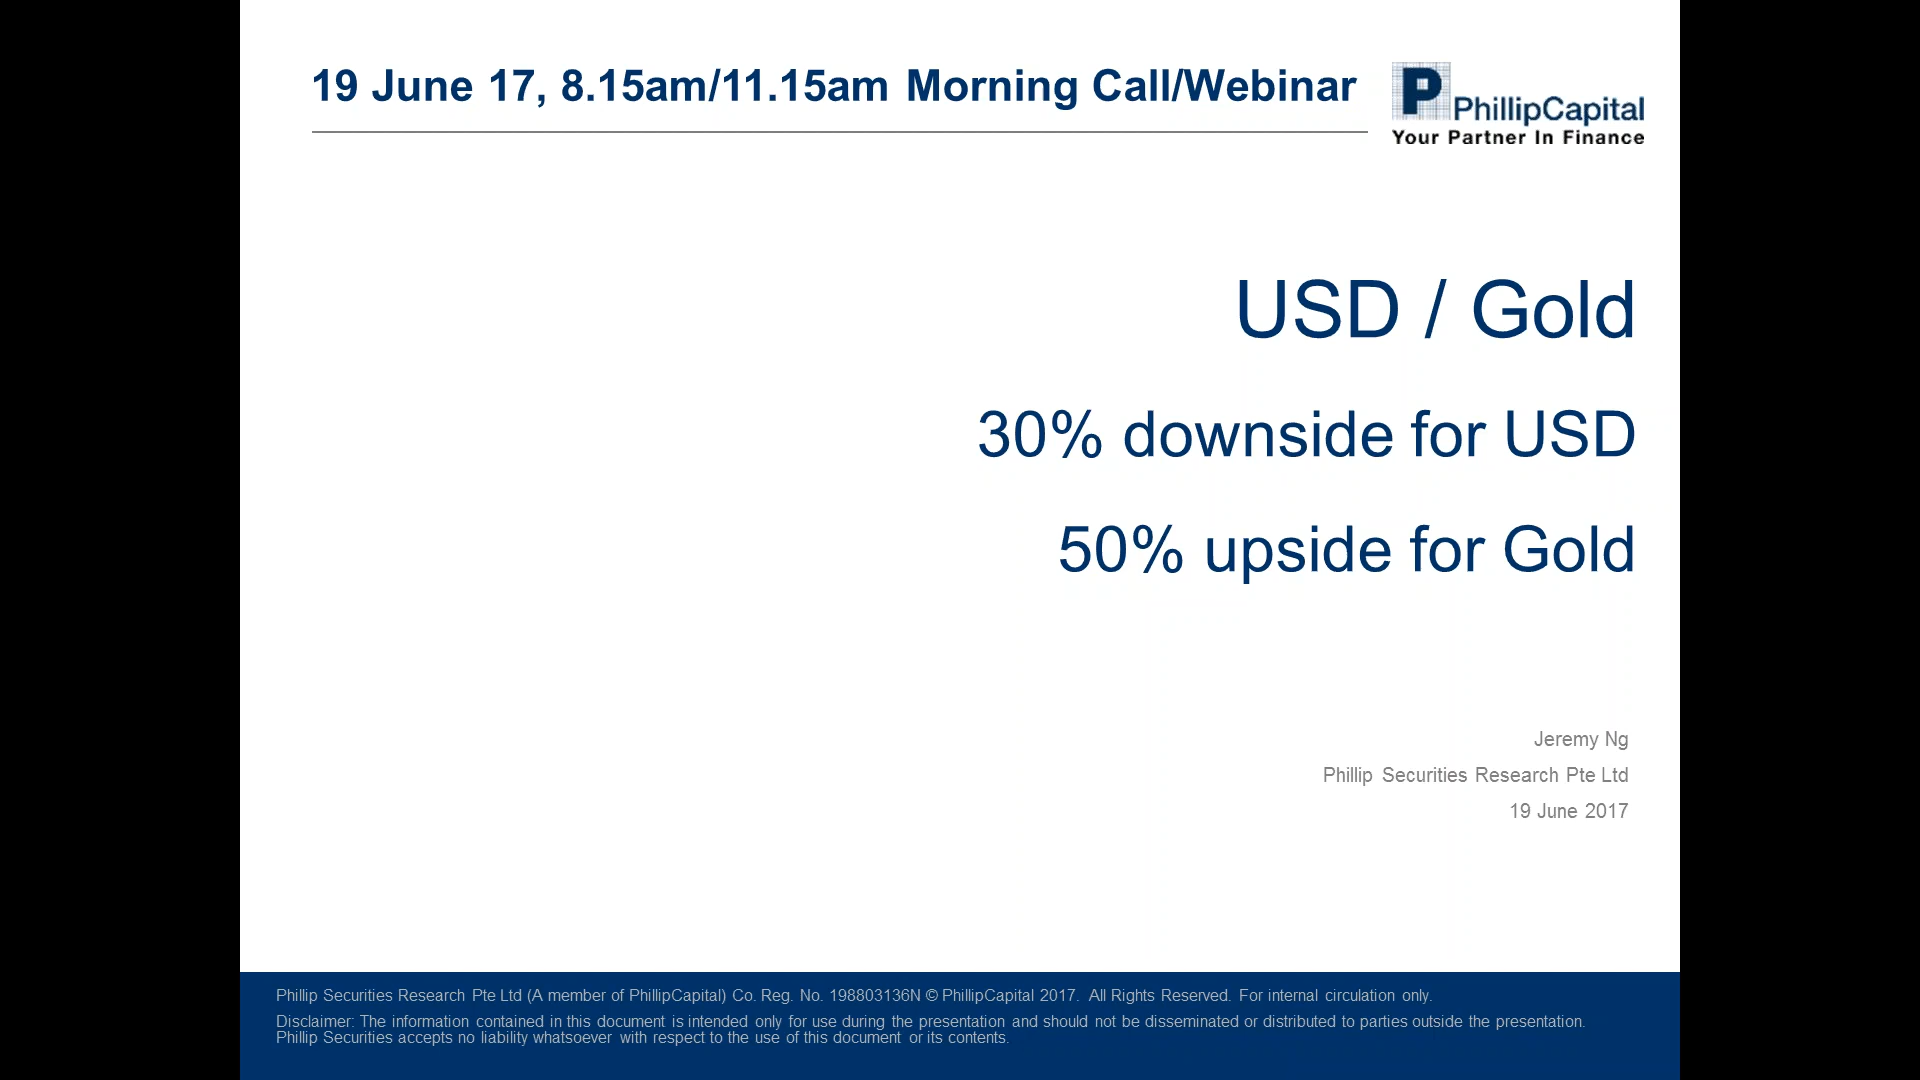 19 June 17, 8.15am/11.15am Morning Call/Webinar
P
PhillipCapital
Your Partner In Finance
USD / Gold
30% downside for USD
50% upside for Gold
Jeremy Ng
Phillip Securities Research Pte Ltd
19 June 2017
Phillip Securities Research Pte Ltd (A member of PhillipCapital) Co. Reg. No. 198803136N © PhillipCapital 2017. All Rights Reserved. For internal circulation only.
Disclaimer: The information contained in this document is intended only for use during the presentation and should not be disseminated or distributed to parties outside the presentation.
Phillip Securities accepts no liability whatsoever with respect to the use of this document or its contents.